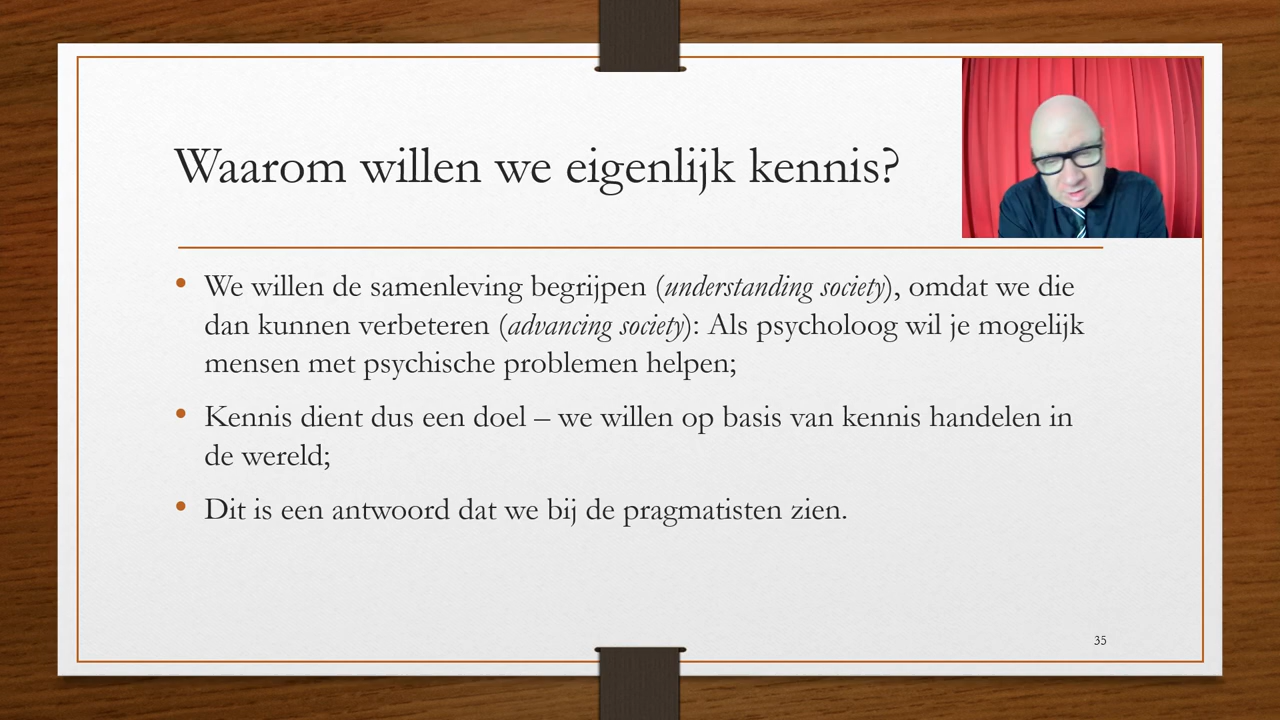 Waarom willen we eigenlijk kennis?
• We willen de samenleving begrijpen (understanding society), omdat we die
dan kunnen verbeteren (advancing society): Als psycholoog wil je mogelijk
mensen met psychische problemen helpen;
• Kennis dient dus een doel – we willen op basis van kennis handelen in
de wereld;
• Dit is een antwoord dat we bij de pragmatisten zien.
35